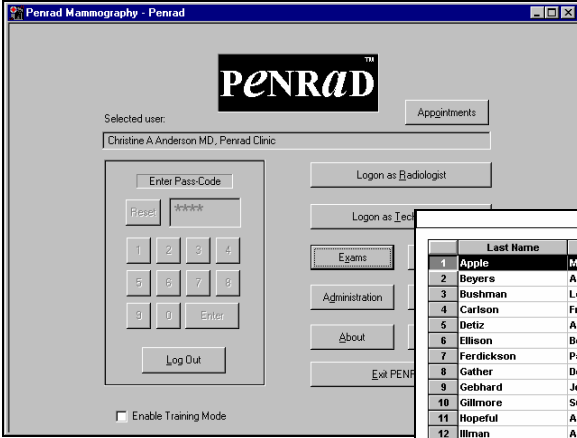 Penrad Mammography - Penrad
PENRAD™
Appointments
Selected user:
Christine A Anderson MD, Penrad Clinic
Enter Pass-Code
Reset ****
1 2 3 4
5 6 7 8
9 0 Enter
Log Out
Enable Training Mode
Logon as Radiologist
Logon as Tec
Exams
Administration
About
Exit PENR
Last Name
1 Apple M
2 Beyers A
3 Bushman L
4 Carlson Fr
5 Detiz A
6 Ellison B
7 Ferdickson P
8 Gather D
9 Gebhard J
10 Gillmore S
11 Hopeful A
12 Illman A